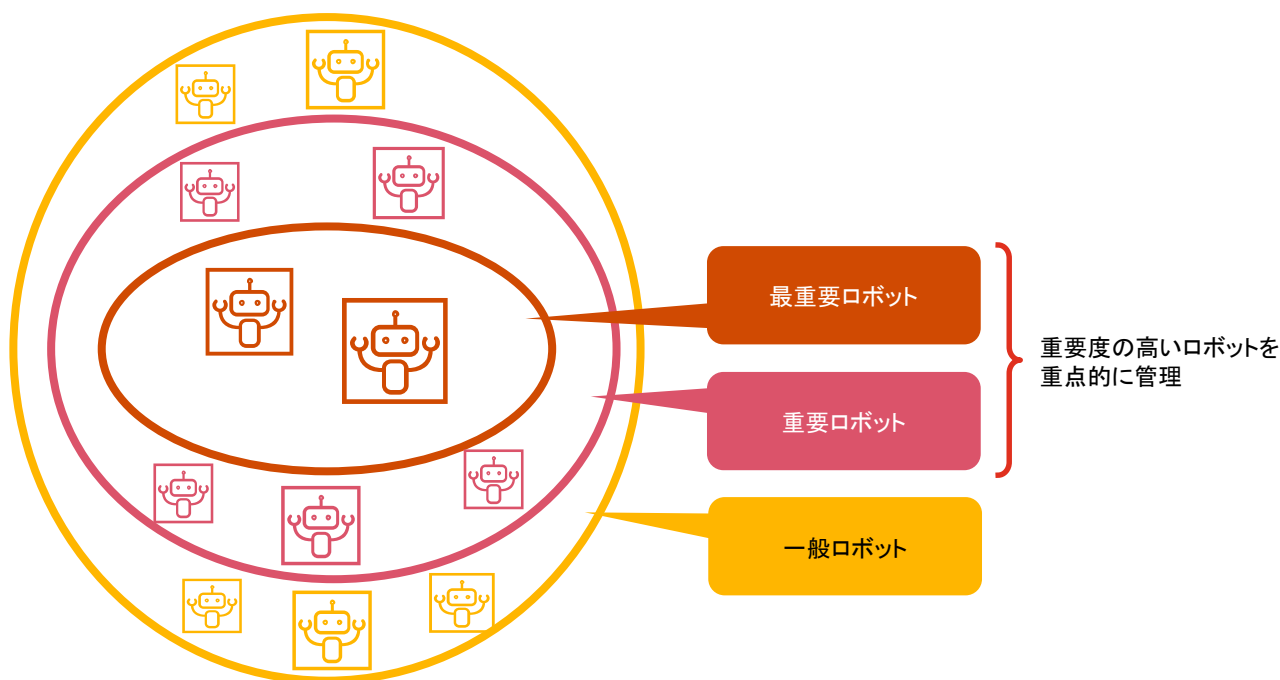 最重要ロボット
重要度の高いロボットを
重点的に管理
重要ロボット
一般ロボット